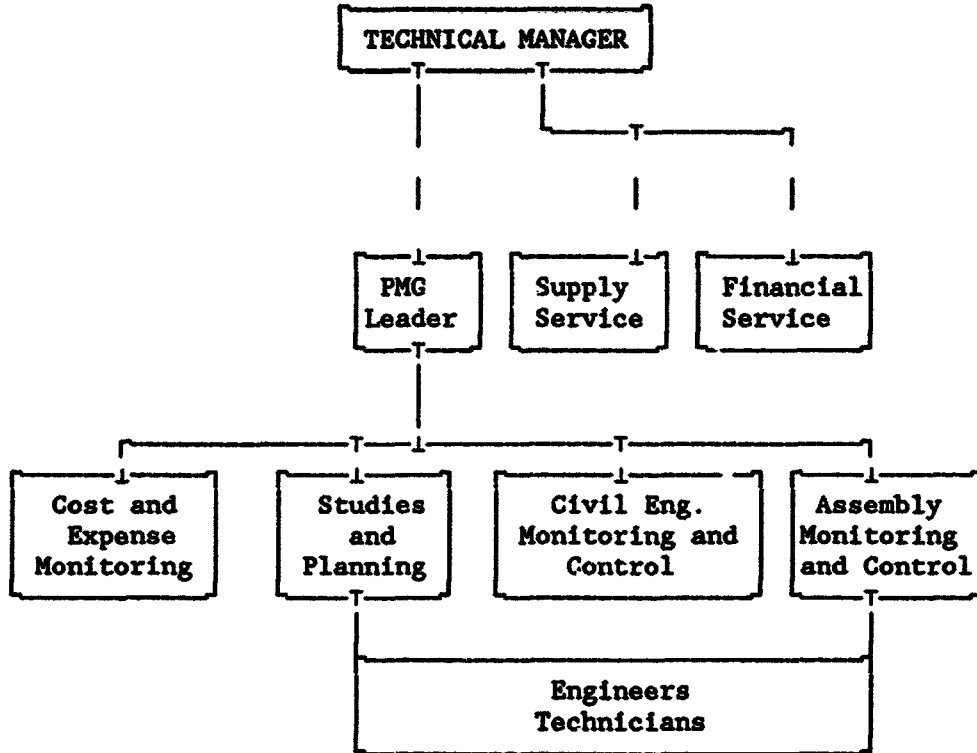 TECHNICAL MANAGER
PMG
Leader
Supply
Service
Financial
Service
Cost and
Expense
Monitoring
Studies
and
Planning
Civil Eng.
Monitoring and
Control
Assembly
Monitoring
and Control
Engineers
Technicians